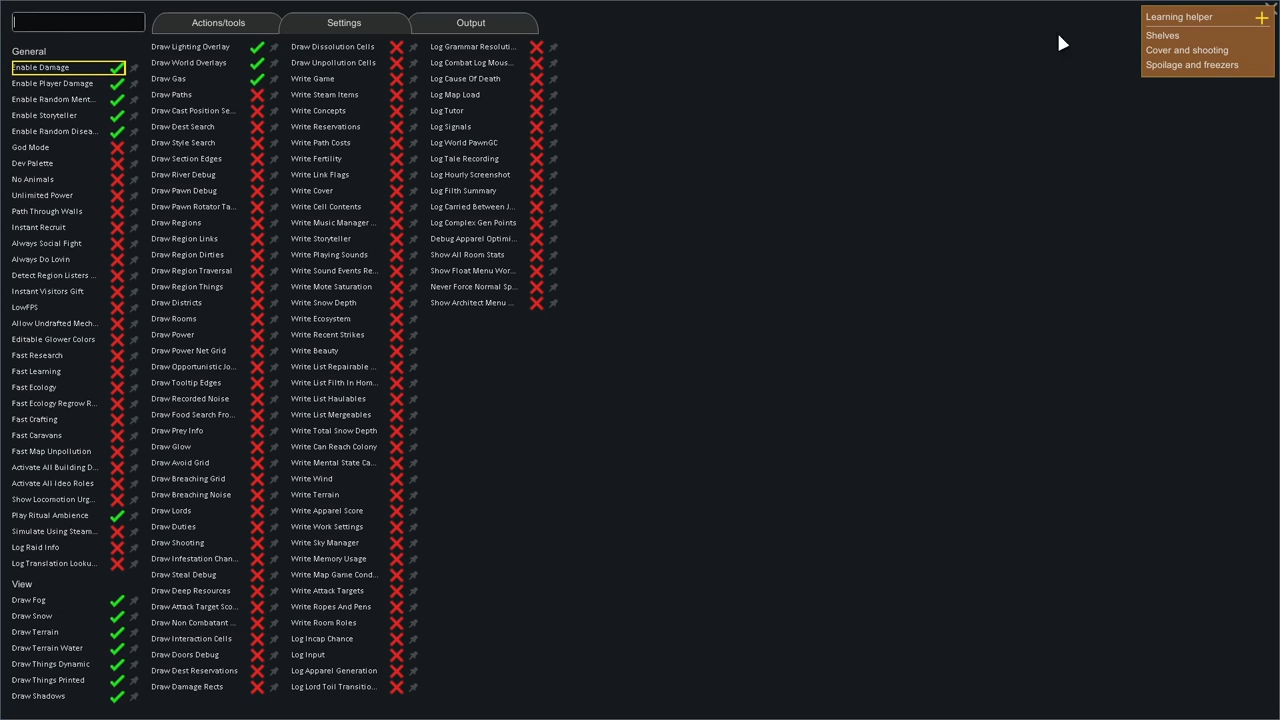 Actions/tools
Settings
Output
Learning helper
Shelves
Cover and shooting
Spoilage and freezers
General
Enable Damage
Enable Player Damage
Enable Random Ment...
Enable Storyteller
Enable Random Disea...
God Mode
Dev Palette
No Animals
Unlimited Power
Path Through Walls
Instant Recruit
Always Social Fight
Always Do Lovin
Detect Region Listers ...
Instant Visitors Gift
LowFPS
Allow Undrafted Mech...
Editable Glower Colors
Fast Research
Fast Learning
Fast Ecology
Fast Ecology Regrow R...
Fast Crafting
Fast Caravans
Fast Map Unpollution
Activate All Building D...
Activate All Ideo Roles
Show Locomotion Urg...
Play Ritual Ambience
Simulate Using Steam...
Log Raid Info
Log Translation Looku...
View
Draw Fog
Draw Snow
Draw Terrain
Draw Terrain Water
Draw Things Dynamic
Draw Things Printed
Draw Shadows
Draw Lighting Overlay
Draw World Overlays
Draw Gas
Draw Paths
Draw Cast Position Se...
Draw Dest Search
Draw Style Search
Draw Section Edges
Draw River Debug
Draw Pawn Debug
Draw Pawn Rotator Ta...
Draw Regions
Draw Region Links
Draw Region Dirties
Draw Region Traversal
Draw Region Things
Draw Districts
Draw Rooms
Draw Power
Draw Power Net Grid
Draw Opportunistic Jo...
Draw Tooltip Edges
Draw Recorded Noise
Draw Food Search Fro...
Draw Prey Info
Draw Glow
Draw Avoid Grid
Draw Breaching Grid
Draw Breaching Noise
Draw Lords
Draw Duties
Draw Shooting
Draw Infestation Chan...
Draw Steal Debug
Draw Deep Resources
Draw Attack Target Sco...
Draw Non Combatant ...
Draw Interaction Cells
Draw Doors Debug
Draw Dest Reservations
Draw Damage Rects
Draw Dissolution Cells
Draw Unpollution Cells
Write Game
Write Steam Items
Write Concepts
Write Reservations
Write Path Costs
Write Fertility
Write Link Flags
Write Cover
Write Cell Contents
Write Music Manager ...
Write Storyteller
Write Playing Sounds
Write Sound Events Re...
Write Mote Saturation
Write Snow Depth
Write Ecosystem
Write Recent Strikes
Write Beauty
Write List Repairable ...
Write List Filth In Hom...
Write List Haulables
Write List Mergeables
Write Total Snow Depth
Write Can Reach Colony
Write Mental State Ca...
Write Wind
Write Terrain
Write Apparel Score
Write Work Settings
Write Sky Manager
Write Memory Usage
Write Map Game Cond...
Write Attack Targets
Write Ropes And Pens
Write Room Roles
Log Incap Chance
Log Input
Log Apparel Generation
Log Lord Toil Transitio...
Log Grammar Resoluti...
Log Combat Log Mous...
Log Cause Of Death
Log Map Load
Log Tutor
Log Signals
Log World PawnGC
Log Tale Recording
Log Hourly Screenshot
Log Filth Summary
Log Carried Between J...
Log Complex Gen Points
Debug Apparel Optimi...
Show All Room Stats
Show Float Menu Wor...
Never Force Normal Sp...
Show Architect Menu ...